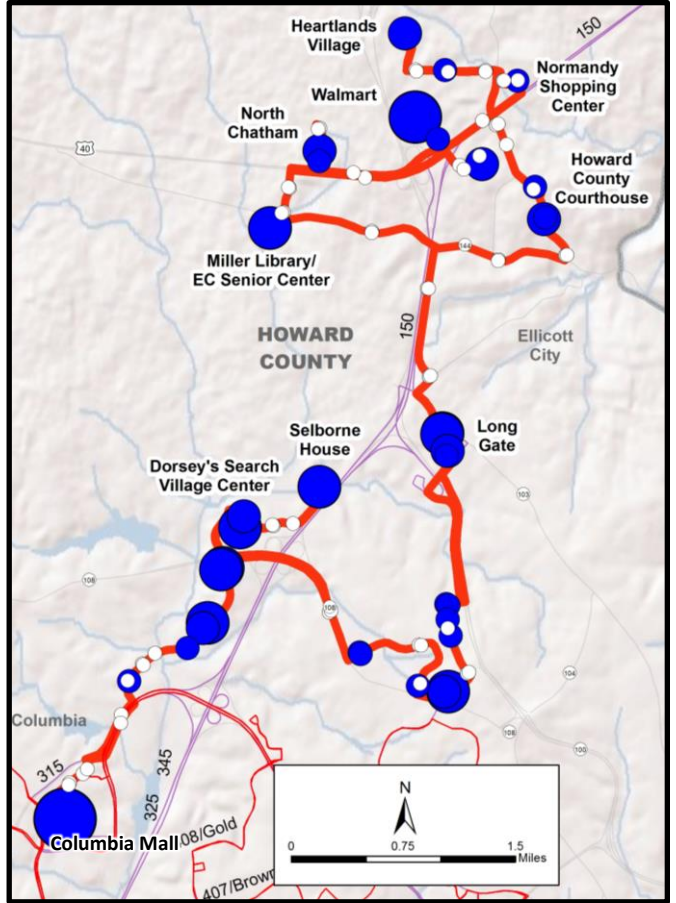 Heartlands
Village
150
Normandy
Shopping
Center
Walmart
North
Chatham
40
Howard
County
Courthouse
144
Miller Library/
EC Senior Center
150
HOWARD
COUNTY
Ellicott
City
Long
Gate
Selborne
House
Dorsey's Search
Village Center
103
108
108
104
108
100
Columbia
315
345
325
Columbia Mall
08/Gold
407/Brown
N
0
0.75
1.5
Miles